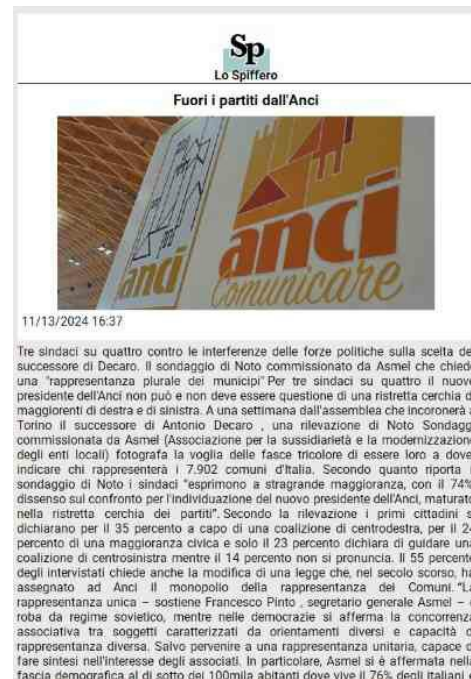 Sp
Lo Spiffero
Fuori i partiti dall'Anci
anci
anci
Comunicare
11/13/2024 16:37
Tre sindaci su quattro contro le interferenze delle forze politiche sulla scelta del
successore di Decaro. Il sondaggio di Noto commissionato da Asmel che chiede
una "rappresentanza plurale dei municipi" Per tre sindaci su quattro il nuovo
presidente dell'Anci non può e non deve essere questione di una ristretta cerchia di
maggiorenti di destra e di sinistra. A una settimana dall'assemblea che incoronerà a
Torino il successore di Antonio Decaro , una rilevazione di Noto Sondaggi
commissionata da Asmel (Associazione per la sussidiarietà e la modernizzazione
degli enti locali) fotografa la voglia delle fasce tricolore di essere loro a dover
indicare chi rappresenterà i 7.902 comuni d'Italia. Secondo quanto riporta il
sondaggio di Noto i sindaci "esprimono a stragrande maggioranza, con il 74%,
dissenso sul confronto per l'individuazione del nuovo presidente dell'Anci, maturato
nella ristretta cerchia dei partiti". Secondo la rilevazione i primi cittadini si
dichiarano per il 35 percento a capo di una coalizione di centrodestra, per il 24
percento di una maggioranza civica e solo il 23 percento dichiara di guidare una
coalizione di centrosinistra mentre il 14 percento non si pronuncia. Il 55 percento
degli intervistati chiede anche la modifica di una legge che, nel secolo scorso, ha
assegnato ad Anci il monopolio della rappresentanza dei Comuni. "La
rappresentanza unica – sostiene Francesco Pinto , segretario generale Asmel – è
roba da regime sovietico, mentre nelle democrazie si afferma la concorrenza
associativa tra soggetti caratterizzati da orientamenti diversi e capacità di
rappresentanza diversa. Salvo pervenire a una rappresentanza unitaria, capace di
fare sintesi nell'interesse degli associati. In particolare, Asmel si è affermata nella
fascia demografica al di sotto dei 100mila abitanti dove vive il 76% degli italiani e